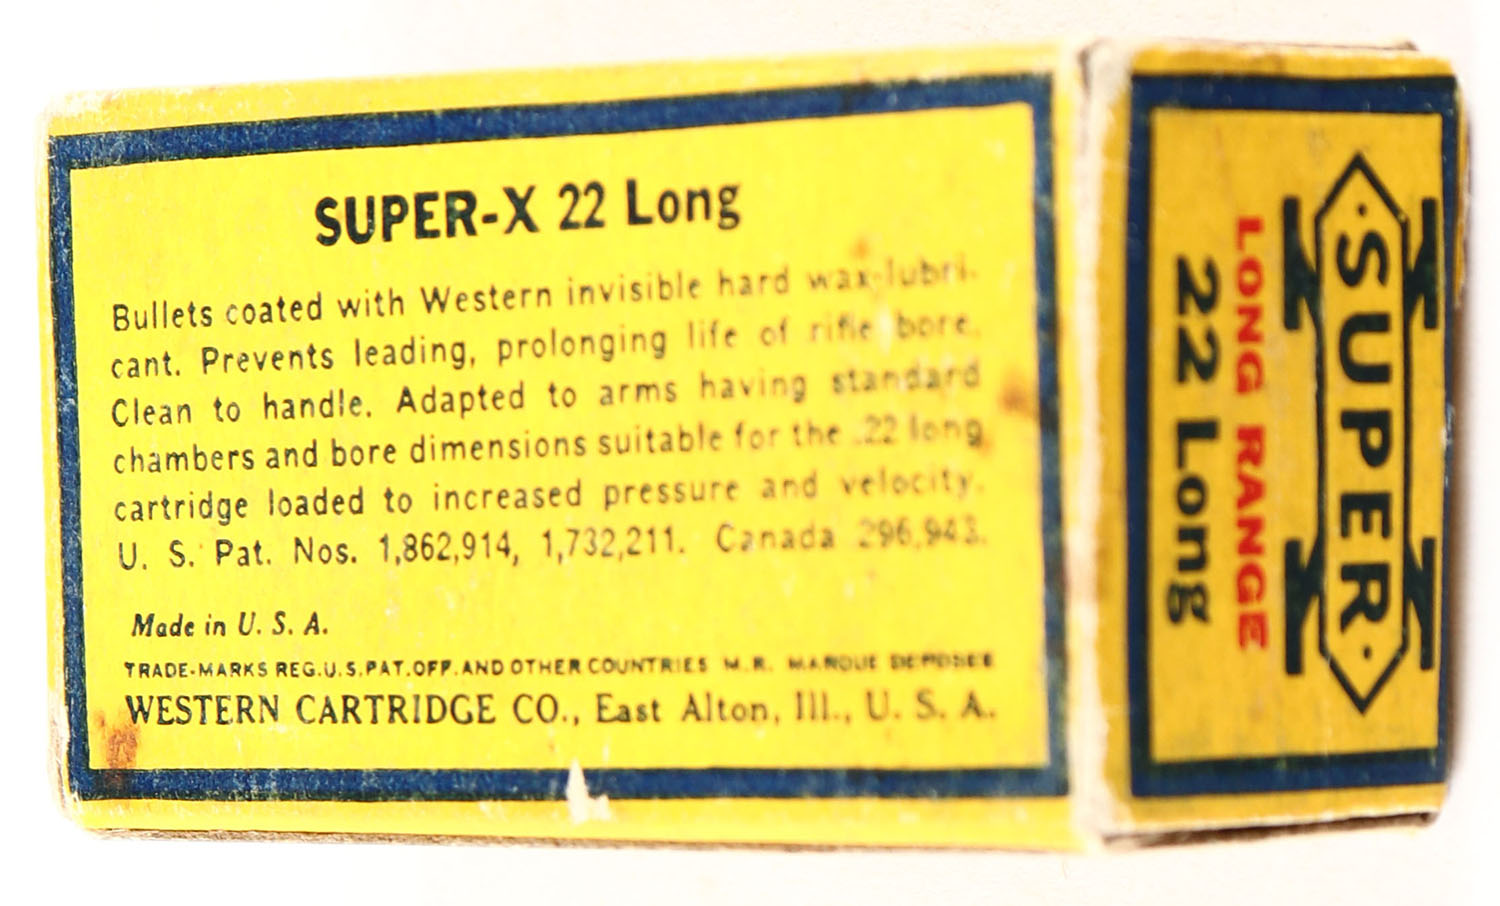 SUPER-X 22 Long
Bullets coated with Western invisible hard wax-lubri-
cant. Prevents leading, prolonging life of rifle bore.
Clean to handle. Adapted to arms having standard
chambers and bore dimensions suitable for the .22 long
cartridge loaded to increased pressure and velocity.
U. S. Pat. Nos. 1,862,914, 1,732,211. Canada 296,943.
Made in U. S. A.
TRADE-MARKS REG.U.S.PAT.OFF.AND OTHER COUNTRIES M.R. MARQUE DEPOSEE
WESTERN CARTRIDGE CO., East Alton, Ill., U. S. A.
·SUPER·
X X
LONG RANGE
22 Long